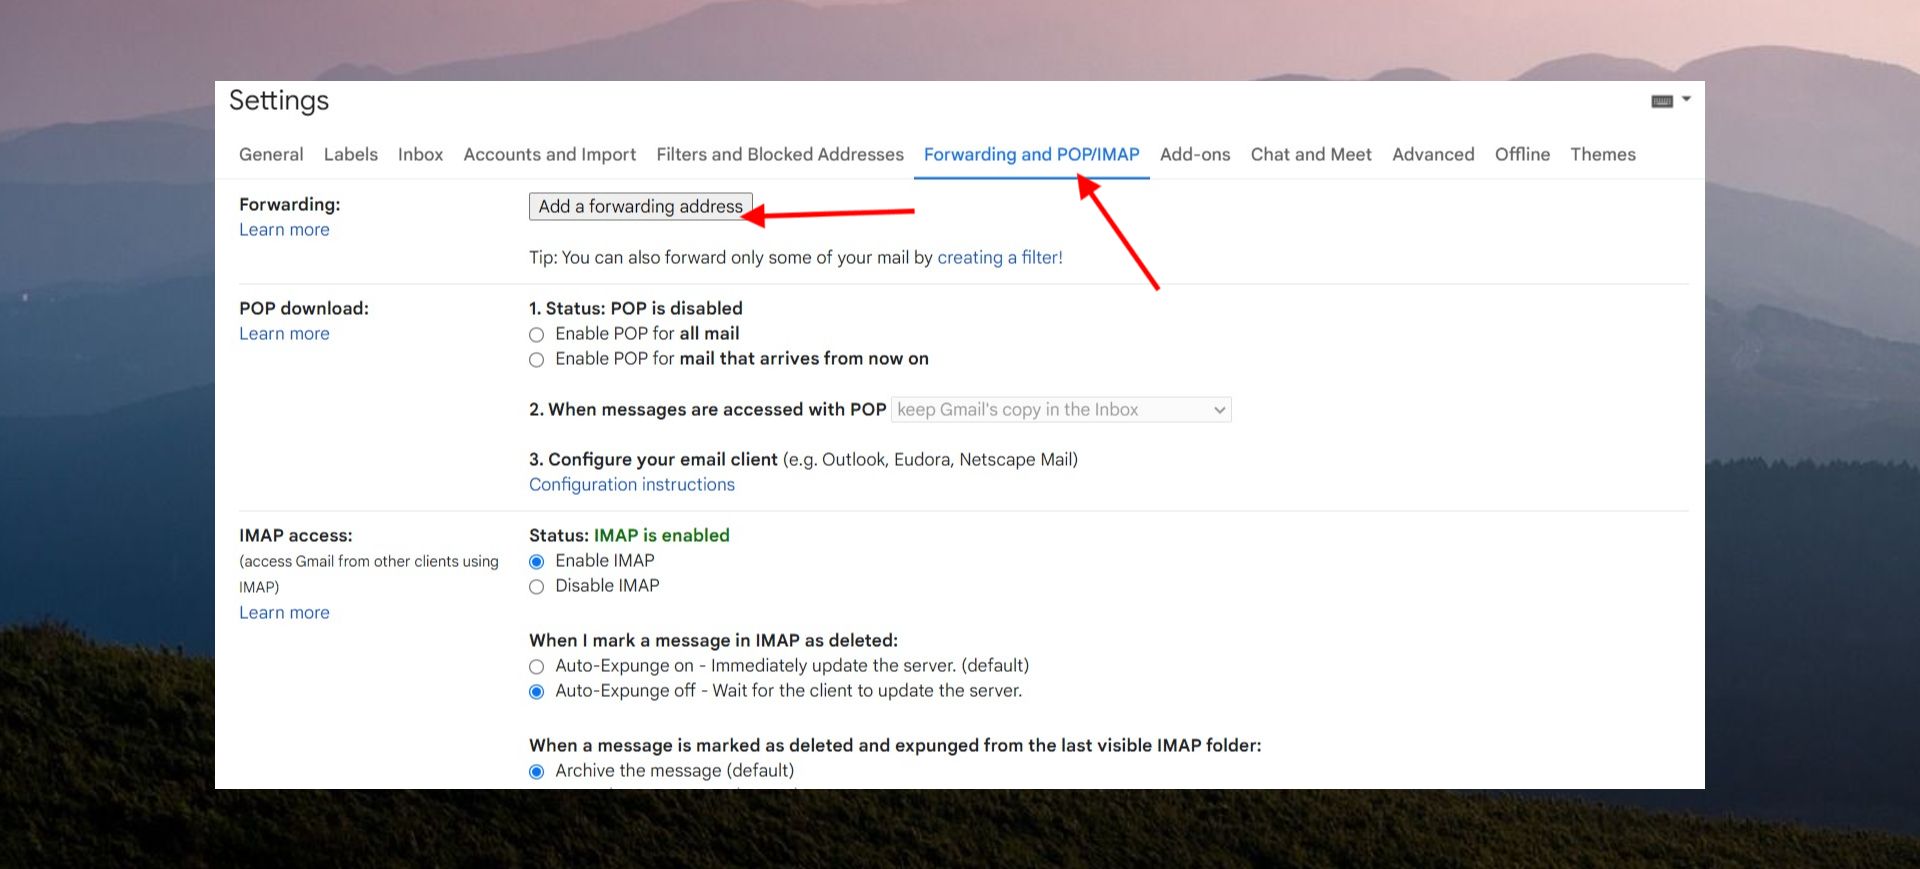 Settings
General Labels Inbox Accounts and Import Filters and Blocked Addresses Forwarding and POP/IMAP Add-ons Chat and Meet Advanced Offline Themes
Forwarding:
Learn more
Add a forwarding address
Tip: You can also forward only some of your mail by creating a filter!
POP download:
Learn more
1. Status: POP is disabled
Enable POP for all mail
Enable POP for mail that arrives from now on
2. When messages are accessed with POP keep Gmail's copy in the Inbox
3. Configure your email client (e.g. Outlook, Eudora, Netscape Mail)
Configuration instructions
IMAP access:
(access Gmail from other clients using
IMAP)
Learn more
Status: IMAP is enabled
Enable IMAP
Disable IMAP
When I mark a message in IMAP as deleted:
Auto-Expunge on - Immediately update the server. (default)
Auto-Expunge off - Wait for the client to update the server.
When a message is marked as deleted and expunged from the last visible IMAP folder:
Archive the message (default)